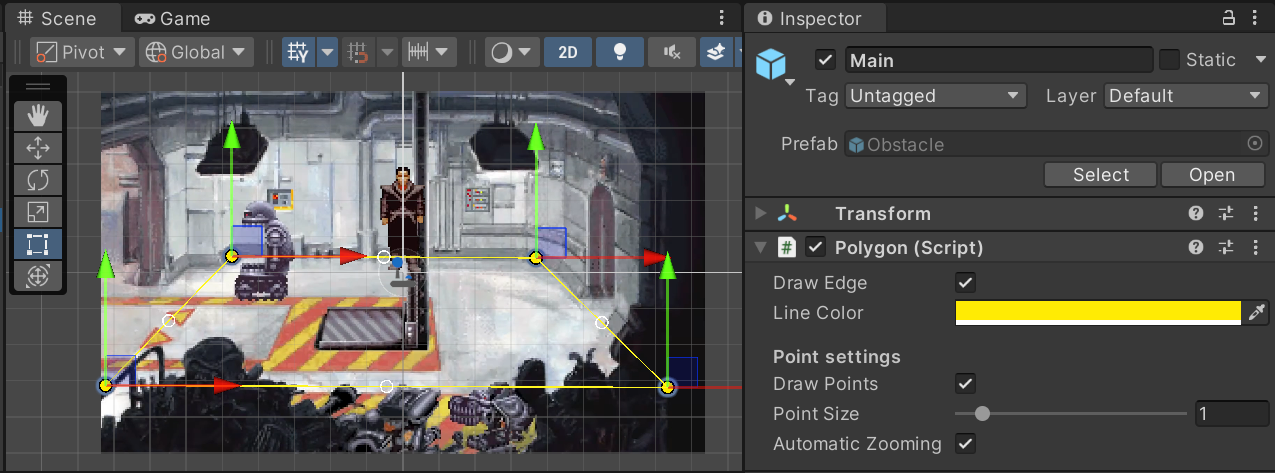 Scene
Game
Pivot
Global
2D
Inspector
Main
Static
Tag
Untagged
Layer
Default
Prefab
Obstacle
Select
Open
Transform
# Polygon (Script)
Draw Edge
Line Color
Point settings
Draw Points
Point Size
1
Automatic Zooming